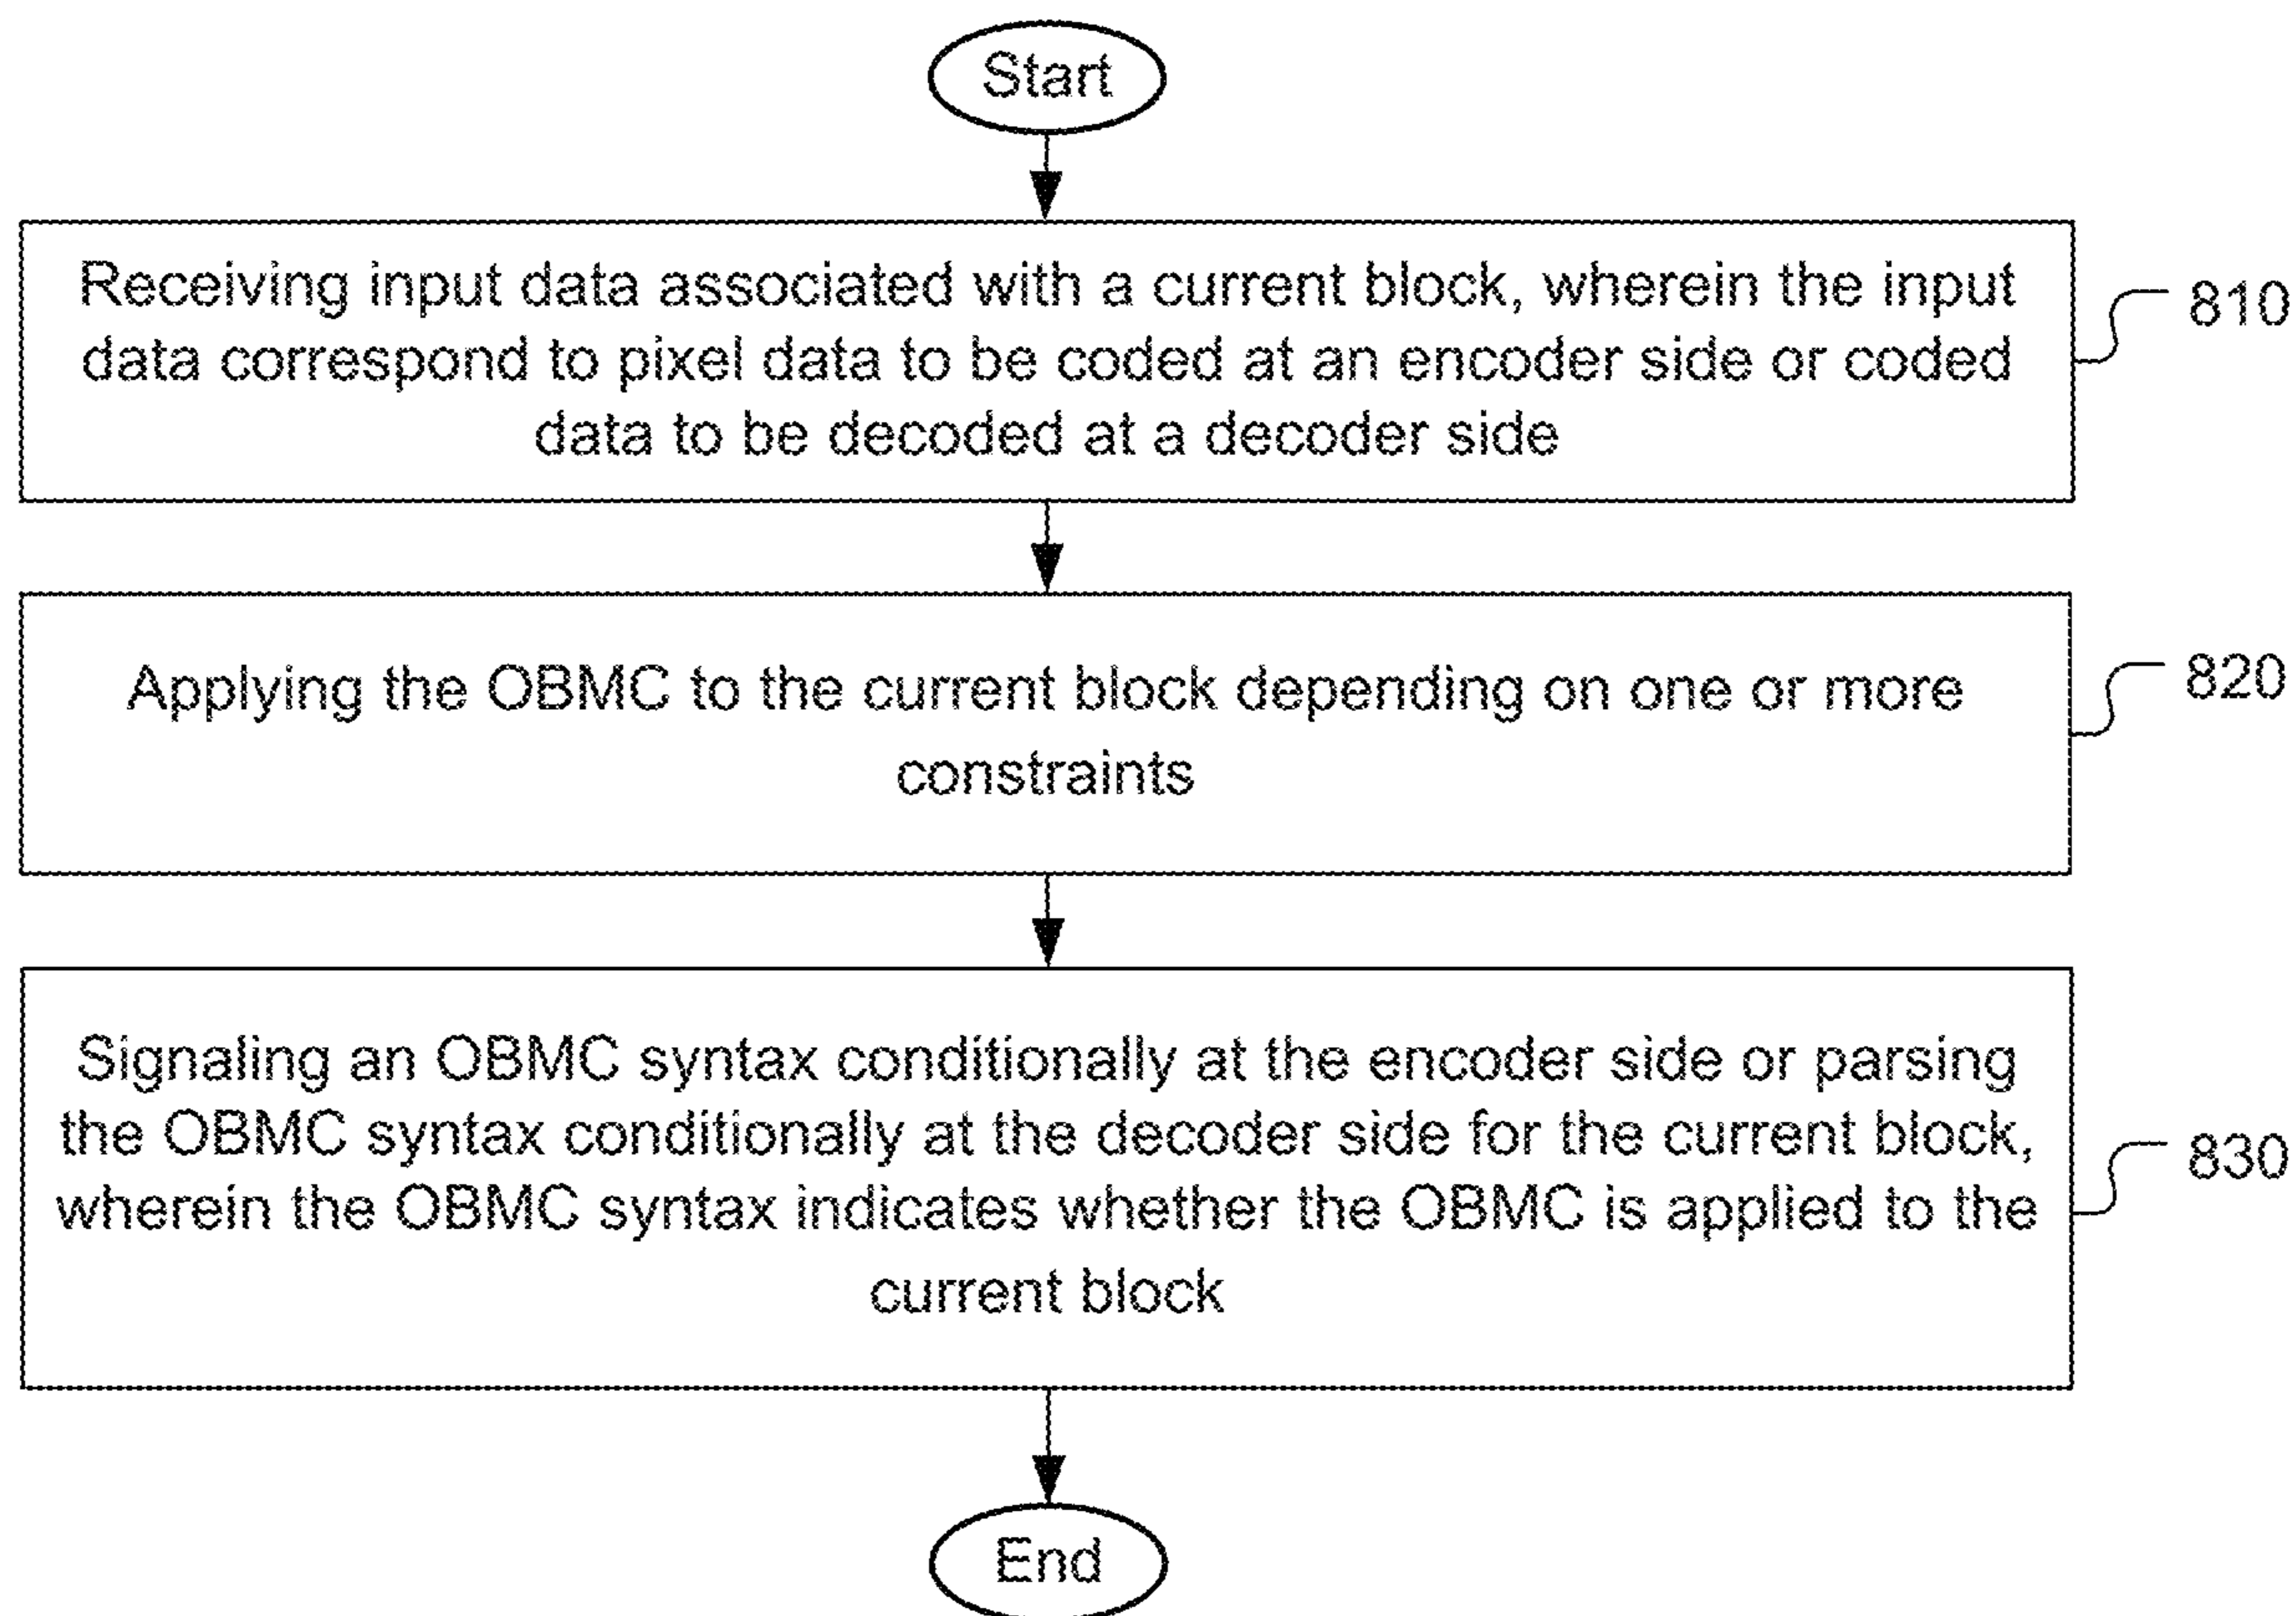 Start
Receiving input data associated with a current block, wherein the input
data correspond to pixel data to be coded at an encoder side or coded
data to be decoded at a decoder side
810
Applying the OBMC to the current block depending on one or more
constraints
820
Signaling an OBMC syntax conditionally at the encoder side or parsing
the OBMC syntax conditionally at the decoder side for the current block,
wherein the OBMC syntax indicates whether the OBMC is applied to the
current block
830
End